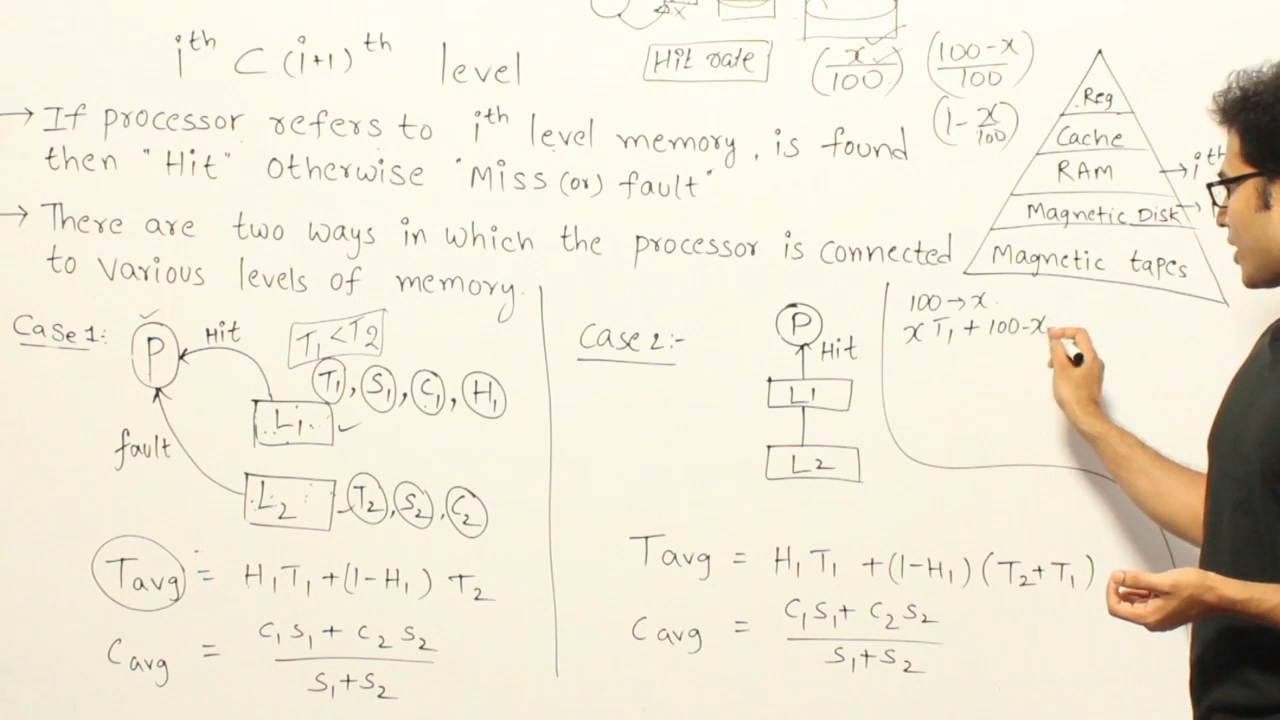 Δx
i^th ⊂ (i+1)^th level
Hit rate
x/100 (100-x)/100
(1-x/100)
→ If processor refers to i^th level memory, is found
then "Hit" otherwise "Miss (or) fault"
→ There are two ways in which the processor is connected
to various levels of memory.
Reg
Cache
RAM → i^th
Magnetic Disk →
Magnetic tapes
Case 1:
P
Hit
T1 < T2
T1, S1, C1, H1
L1
fault
L2
T2, S2, C2
Tavg = H1T1 + (1-H1) T2
Cavg = (C1S1 + C2S2)/(S1+S2)
Case 2:-
P
Hit
L1
L2
100 → x.
xT1 + 100-x
Tavg = H1T1 + (1-H1)(T2+T1)
Cavg = (C1S1 + C2S2)/(S1+S2)